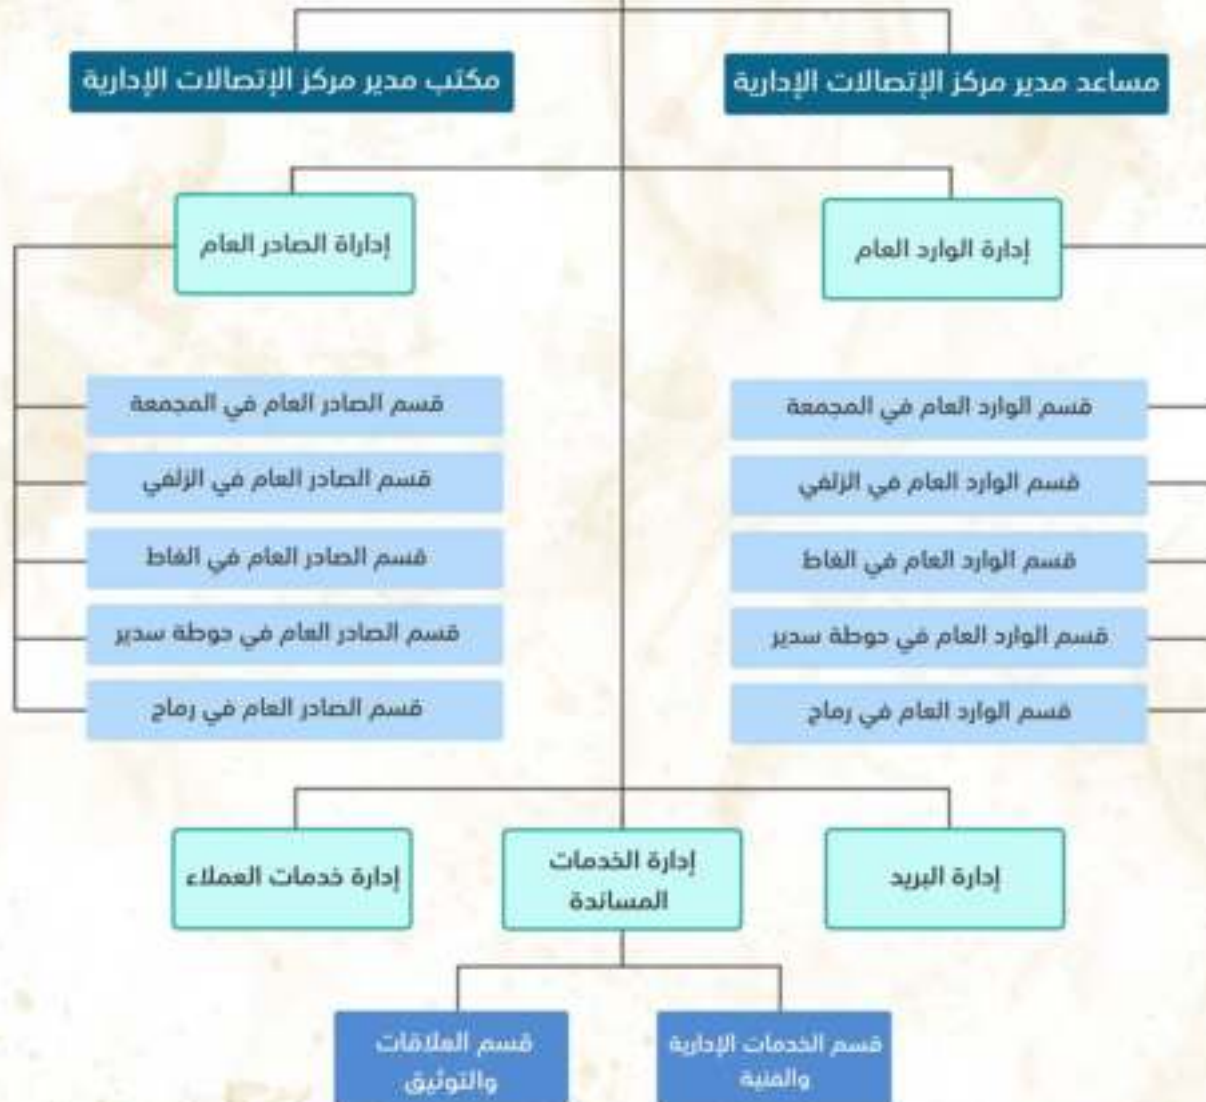 مساعد مدير مركز الإتصالات الإدارية
مكتب مدير مركز الإتصالات الإدارية
إدارة الوارد العام
إداراة الصادر العام
قسم الوارد العام في المجمعة
قسم الوارد العام في الزلفي
قسم الوارد العام في الغاط
قسم الوارد العام في حوطة سدير
قسم الوارد العام في رماح
قسم الصادر العام في المجمعة
قسم الصادر العام في الزلفي
قسم الصادر العام في الغاط
قسم الصادر العام في حوطة سدير
قسم الصادر العام في رماح
إدارة البريد
إدارة الخدمات
المساندة
إدارة خدمات العملاء
قسم الخدمات الإدارية
والفنية
قسم العلاقات
والتوثيق